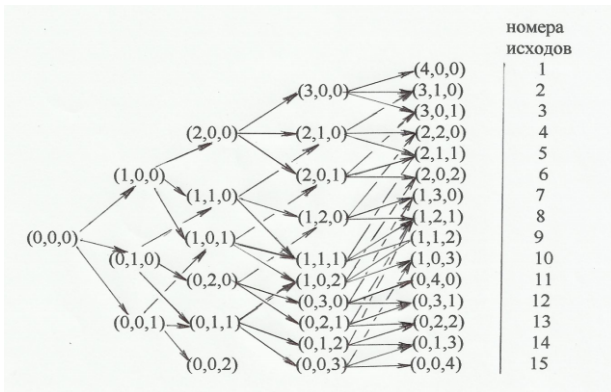 номера
исходов
(4,0,0) 1
(3,0,0) (3,1,0) 2
(3,0,1) 3
(2,0,0) (2,1,0) (2,2,0) 4
(2,1,1) 5
(1,0,0) (2,0,1) (2,0,2) 6
(1,1,0) (1,3,0) 7
(1,2,0) (1,2,1) 8
(0,0,0) (1,0,1) (1,1,2) 9
(0,1,0) (1,1,1) (1,0,3) 10
(0,2,0) (1,0,2) (0,4,0) 11
(0,3,0) (0,3,1) 12
(0,0,1) (0,1,1) (0,2,1) (0,2,2) 13
(0,1,2) (0,1,3) 14
(0,0,2) (0,0,3) (0,0,4) 15